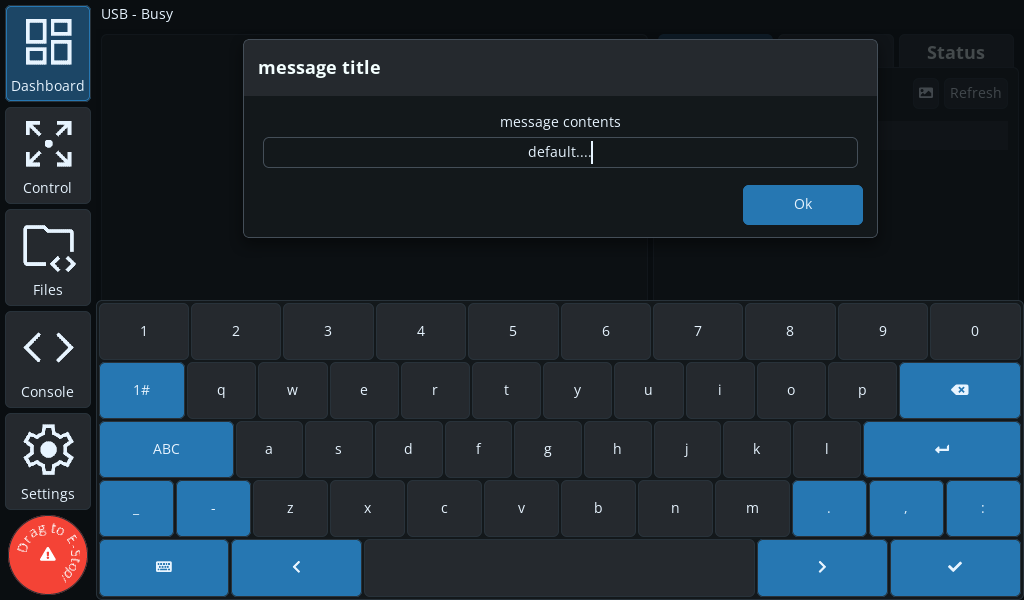 USB - Busy
Dashboard
Control
Files
Console
Settings
Drag to E-Stop!
message title
Status
Refresh
message contents
default....
Ok
1 2 3 4 5 6 7 8 9 0
1# q w e r t y u i o p
ABC a s d f g h j k l
_ - z x c v b n m . , :